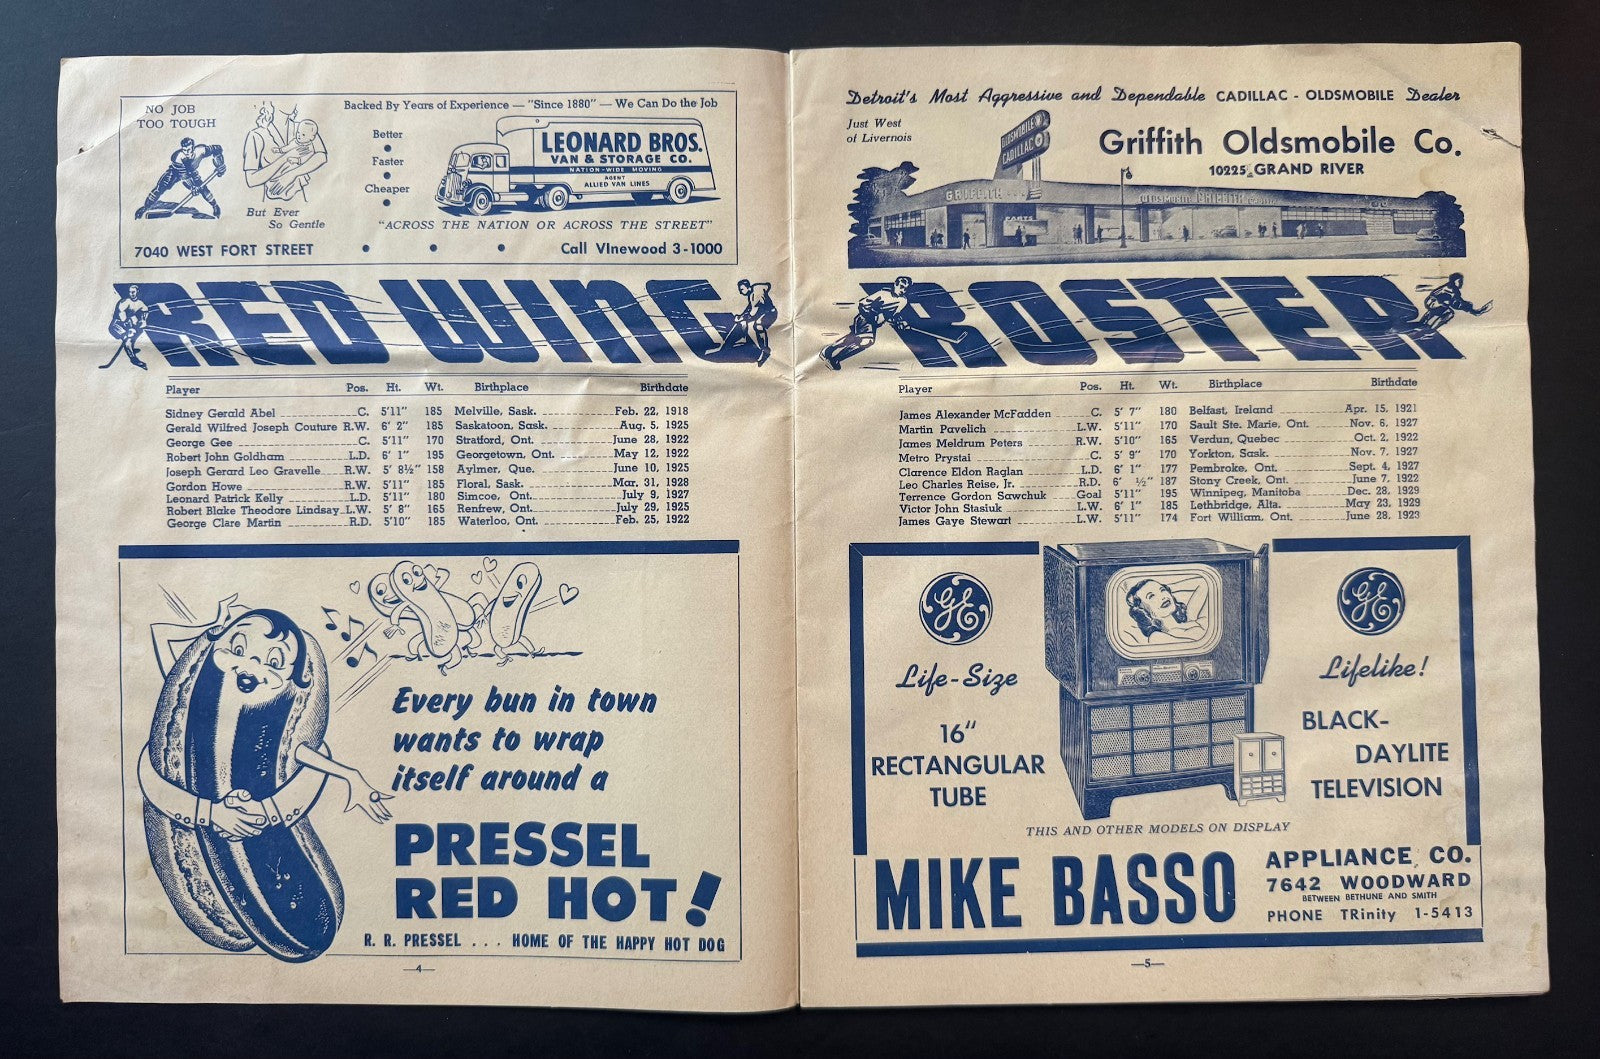 NO JOB
TOO TOUGH
But Ever
So Gentle
Backed By Years of Experience — "Since 1880" — We Can Do the Job
Better
•
Faster
•
Cheaper
•
LEONARD BROS.
VAN & STORAGE CO.
NATION-WIDE MOVING
AGENT
ALLIED VAN LINES
"ACROSS THE NATION OR ACROSS THE STREET"
7040 WEST FORT STREET • • • Call VInewood 3-1000
RED WING
Player Pos. Ht. Wt. Birthplace Birthdate
Sidney Gerald Abel C. 5'11" 185 Melville, Sask. Feb. 22, 1918
Gerald Wilfred Joseph Couture R.W. 6' 2" 185 Saskatoon, Sask. Aug. 5, 1925
George Gee C. 5'11" 170 Stratford, Ont. June 28, 1922
Robert John Goldham L.D. 6' 1" 195 Georgetown, Ont. May 12, 1922
Joseph Gerard Leo Gravelle R.W. 5' 8½" 158 Aylmer, Que. June 10, 1925
Gordon Howe R.W. 5'11" 185 Floral, Sask. Mar. 31, 1928
Leonard Patrick Kelly L.D. 5'11" 180 Simcoe, Ont. July 9, 1927
Robert Blake Theodore Lindsay L.W. 5' 8" 165 Renfrew, Ont. July 29, 1925
George Clare Martin R.D. 5'10" 185 Waterloo, Ont. Feb. 25, 1922
Every bun in town
wants to wrap
itself around a
PRESSEL
RED HOT!
R. R. PRESSEL . . . HOME OF THE HAPPY HOT DOG
—4—
Detroit's Most Aggressive and Dependable CADILLAC - OLDSMOBILE Dealer
Just West
of Livernois
OLDSMOBILE
CADILLAC
Griffith Oldsmobile Co.
10225 GRAND RIVER
GRIFFITH
PARTS
OLDSMOBILE GRIFFITH
ROSTER
Player Pos. Ht. Wt. Birthplace Birthdate
James Alexander McFadden C. 5' 7" 180 Belfast, Ireland Apr. 15, 1921
Martin Pavelich L.W. 5'11" 170 Sault Ste. Marie, Ont. Nov. 6, 1927
James Meldrum Peters R.W. 5'10" 165 Verdun, Quebec Oct. 2, 1922
Metro Prystai C. 5' 9" 170 Yorkton, Sask. Nov. 7, 1927
Clarence Eldon Raglan L.D. 6' 1" 177 Pembroke, Ont. Sept. 4, 1927
Leo Charles Reise, Jr. R.D. 6' ½" 187 Stony Creek, Ont. June 7, 1922
Terrence Gordon Sawchuk Goal 5'11" 195 Winnipeg, Manitoba Dec. 28, 1929
Victor John Stasiuk L.W. 6' 1" 185 Lethbridge, Alta. May 23, 1929
James Gaye Stewart L.W. 5'11" 174 Fort William, Ont. June 28, 1923
GE
Life-Size
16"
RECTANGULAR
TUBE
GE
Lifelike!
BLACK-
DAYLITE
TELEVISION
THIS AND OTHER MODELS ON DISPLAY
MIKE BASSO
APPLIANCE CO.
7642 WOODWARD
BETWEEN BETHUNE AND SMITH
PHONE TRinity 1-5413
—5—